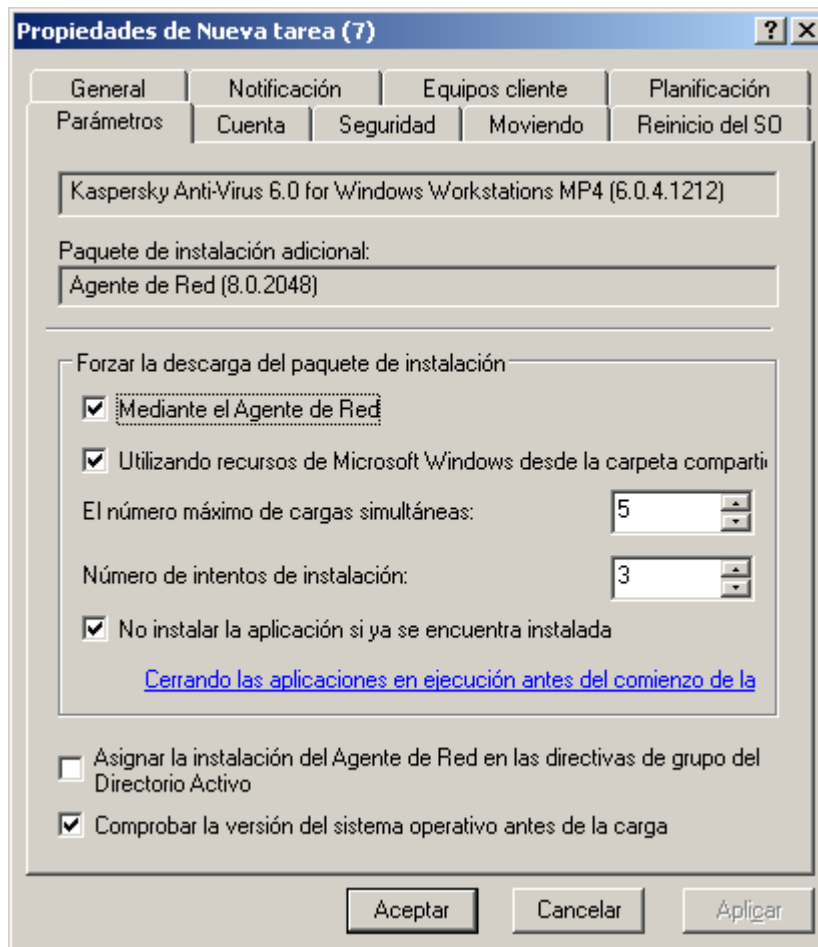 Propiedades de Nueva tarea (7)
General
Notificación
Equipos cliente
Planificación
Parámetros
Cuenta
Seguridad
Moviendo
Reinicio del SO
Kaspersky Anti-Virus 6.0 for Windows Workstations MP4 (6.0.4.1212)
Paquete de instalación adicional:
Agente de Red (8.0.2048)
Forzar la descarga del paquete de instalación
Mediante el Agente de Red
Utilizando recursos de Microsoft Windows desde la carpeta comparti
El número máximo de cargas simultáneas:
5
Número de intentos de instalación:
3
No instalar la aplicación si ya se encuentra instalada
Cerrando las aplicaciones en ejecución antes del comienzo de la
Asignar la instalación del Agente de Red en las directivas de grupo del
Directorio Activo
Comprobar la versión del sistema operativo antes de la carga
Aceptar
Cancelar
Aplicar